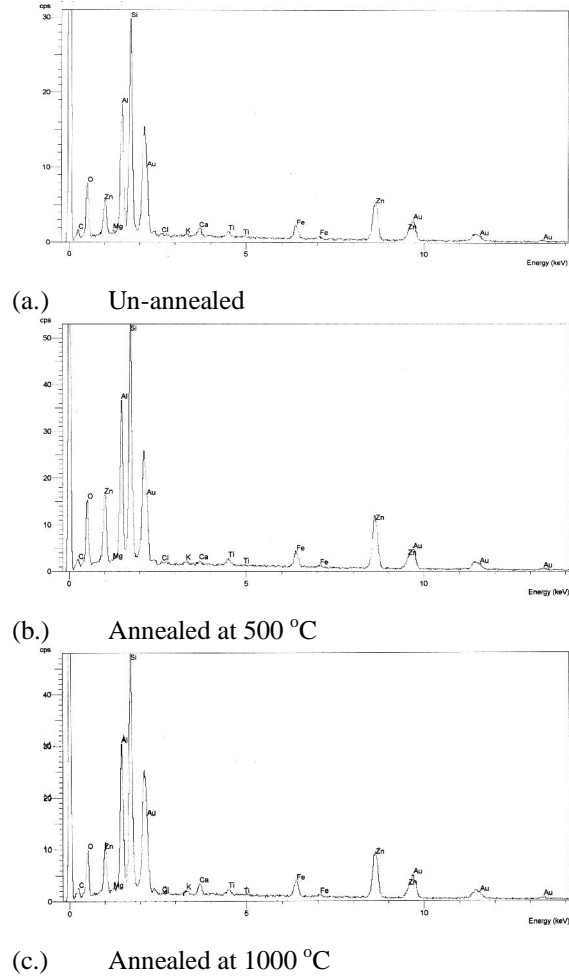 cps
30
20
10
0
Si
Al
Au
O
Zn
C
Mg
Cl
K
Ca
Ti
Ti
Fe
Fe
Zn
Au
Zn
Au
Au
0
5
10
Energy (keV)
(a.) Un-annealed
cps
50
40
30
20
10
0
Si
Al
Au
O
Zn
C
Mg
Cl
K
Ca
Ti
Ti
Fe
Fe
Zn
Au
Zn
Au
Au
0
5
10
Energy (keV)
(b.) Annealed at 500 °C
cps
40
30
20
10
0
Si
Al
Au
O
Zn
C
Mg
Cl
K
Ca
Ti
Ti
Fe
Fe
Zn
Au
Zn
Au
Au
0
5
10
Energy (keV)
(c.) Annealed at 1000 °C